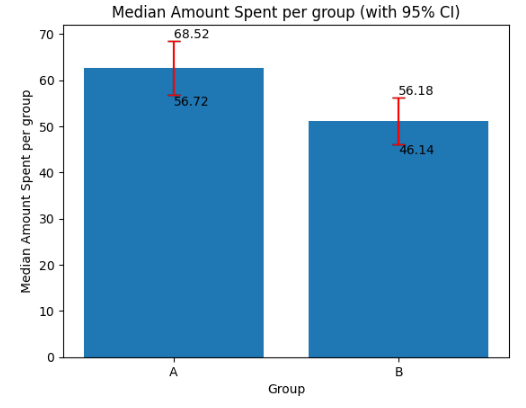 Median Amount Spent per group (with 95% CI)
Median Amount Spent per group
70
60
50
40
30
20
10
0
68.52
56.72
56.18
46.14
A
B
Group